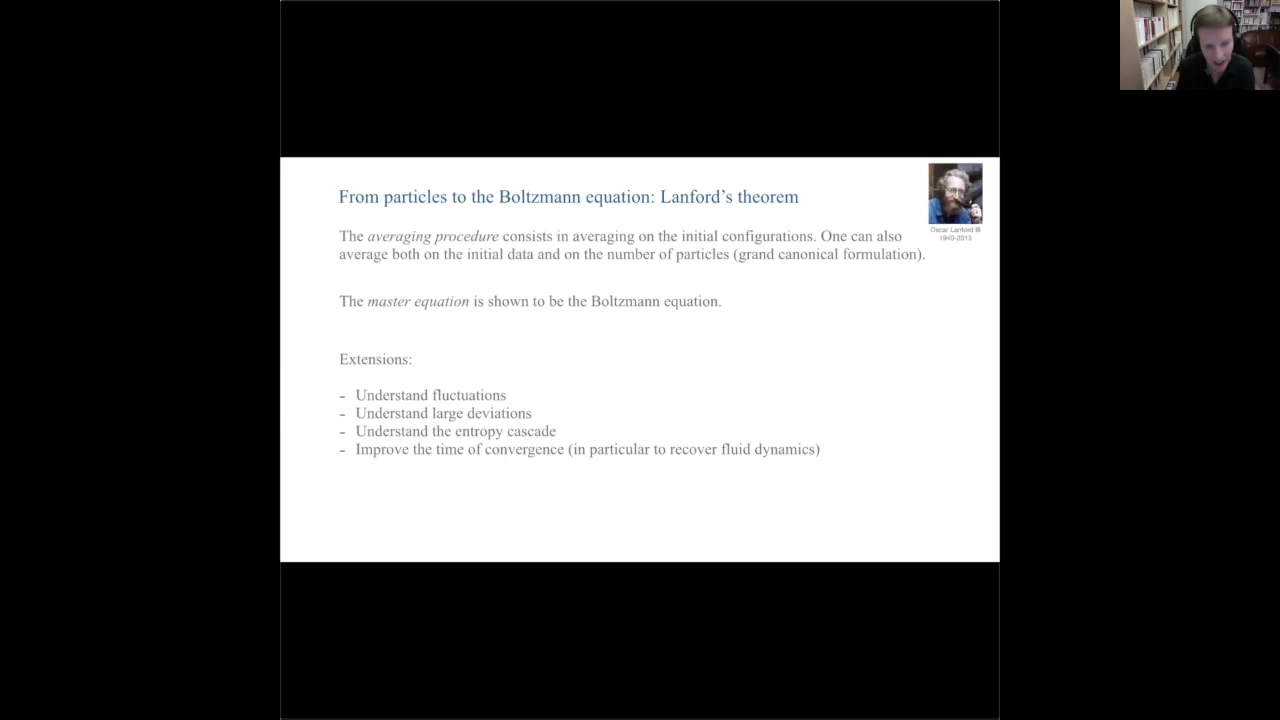 From particles to the Boltzmann equation: Lanford's theorem
Oscar Lanford III
1940-2013
The averaging procedure consists in averaging on the initial configurations. One can also
average both on the initial data and on the number of particles (grand canonical formulation).
The master equation is shown to be the Boltzmann equation.
Extensions:
- Understand fluctuations
- Understand large deviations
- Understand the entropy cascade
- Improve the time of convergence (in particular to recover fluid dynamics)